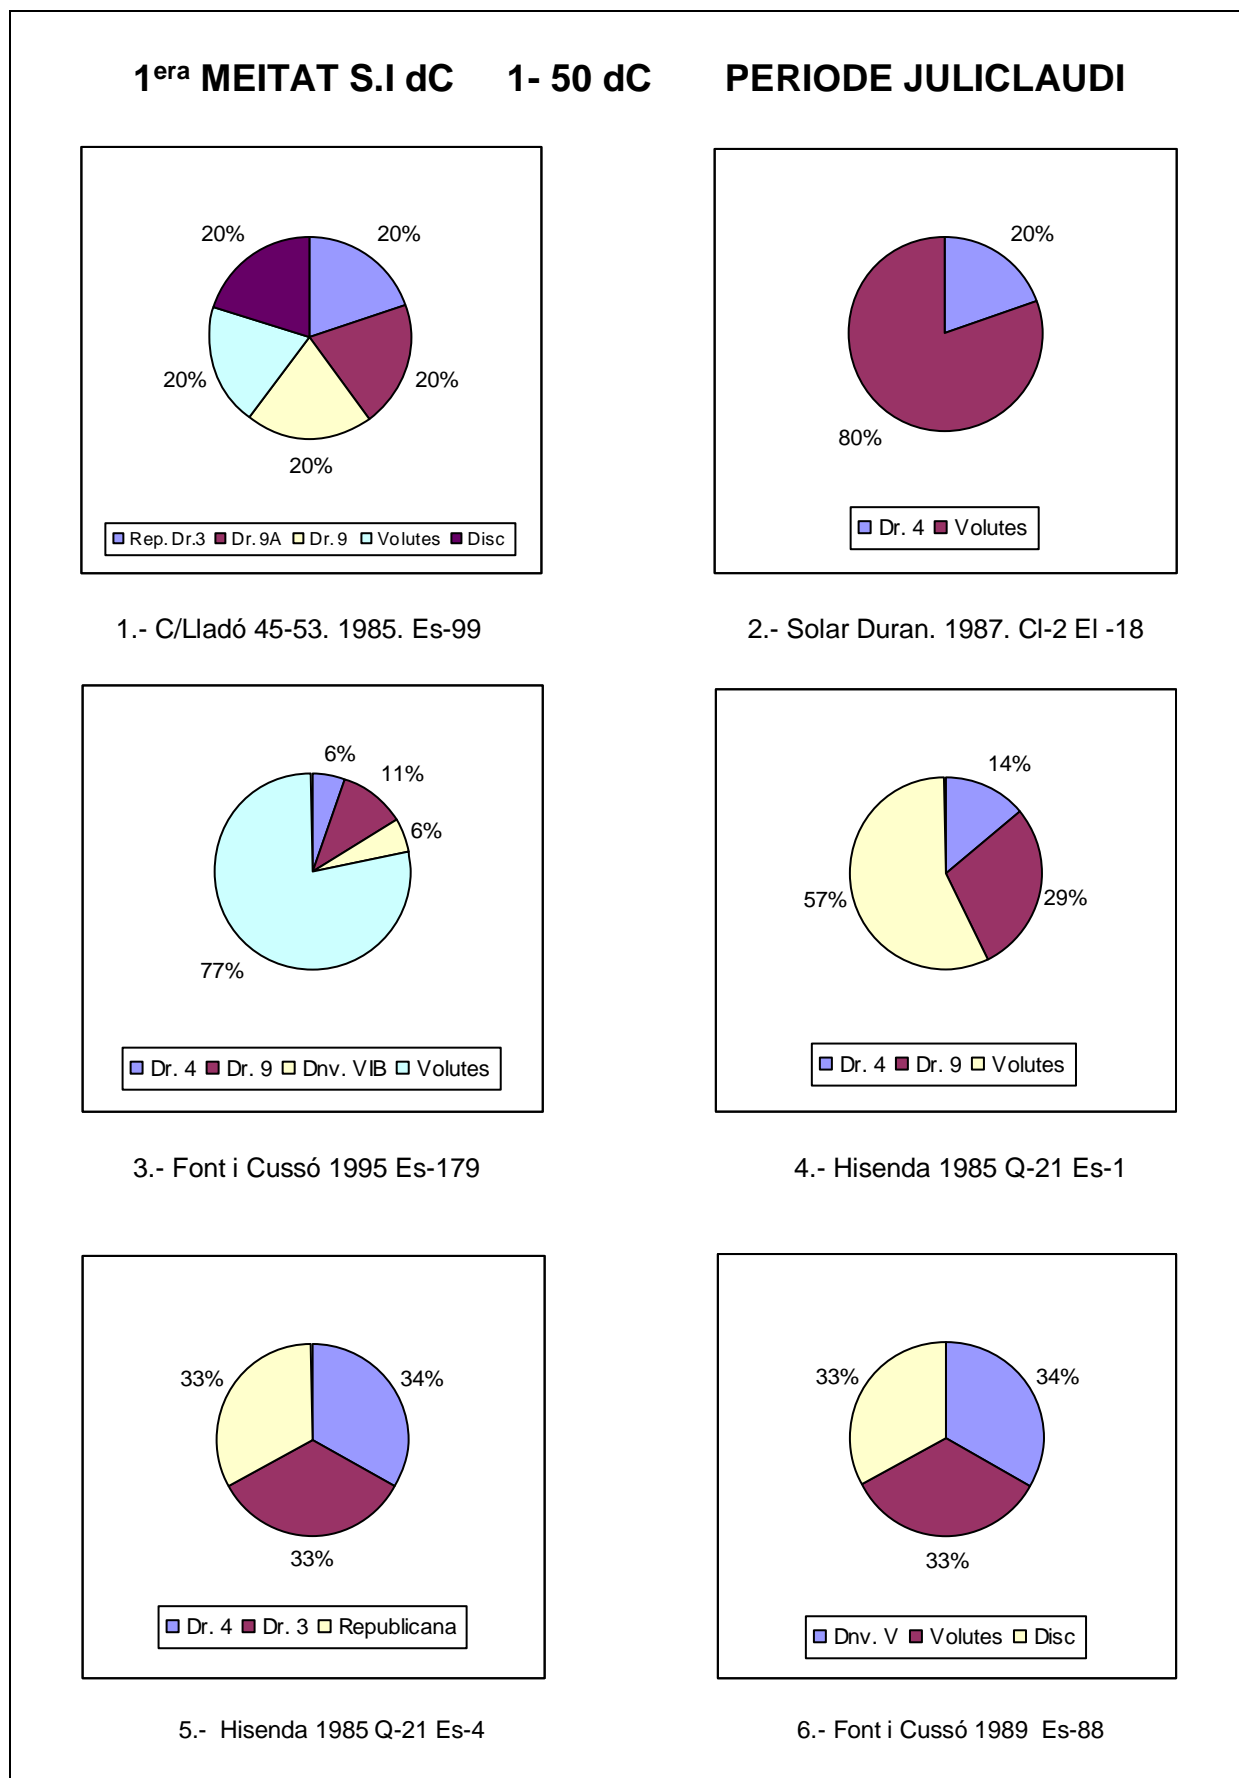 1era MEITAT S.I dC 1- 50 dC PERIODE JULICLAUDI
20% 20%
20% 20%
20%
Rep. Dr.3 Dr. 9A Dr. 9 Volutes Disc
1.- C/Lladó 45-53. 1985. Es-99
20%
80%
Dr. 4 Volutes
2.- Solar Duran. 1987. Cl-2 El -18
6%
11%
6%
77%
Dr. 4 Dr. 9 Dnv. VIB Volutes
3.- Font i Cussó 1995 Es-179
14%
57% 29%
Dr. 4 Dr. 9 Volutes
4.- Hisenda 1985 Q-21 Es-1
33% 34%
33%
Dr. 4 Dr. 3 Republicana
5.- Hisenda 1985 Q-21 Es-4
33% 34%
33%
Dnv. V Volutes Disc
6.- Font i Cussó 1989 Es-88